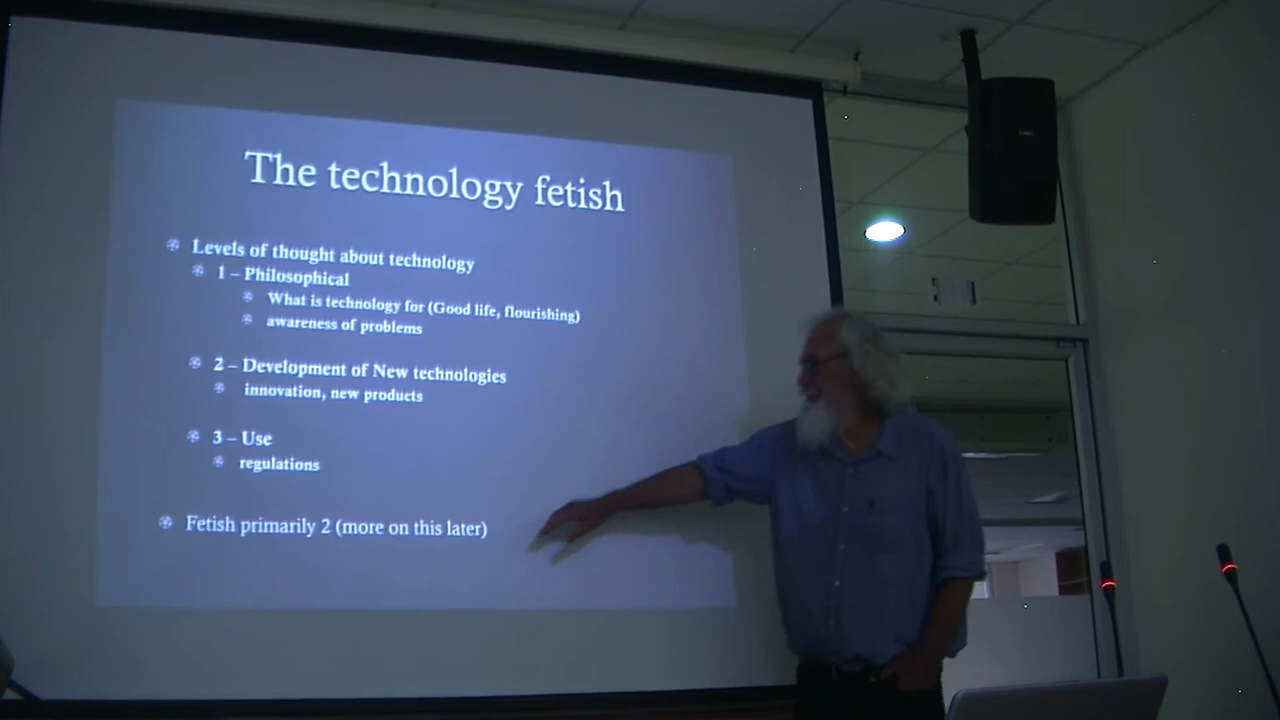 The technology fetish
Levels of thought about technology
1 – Philosophical
What is technology for (Good life, flourishing)
awareness of problems
2 – Development of New technologies
innovation, new products
3 – Use
regulations
Fetish primarily 2 (more on this later)